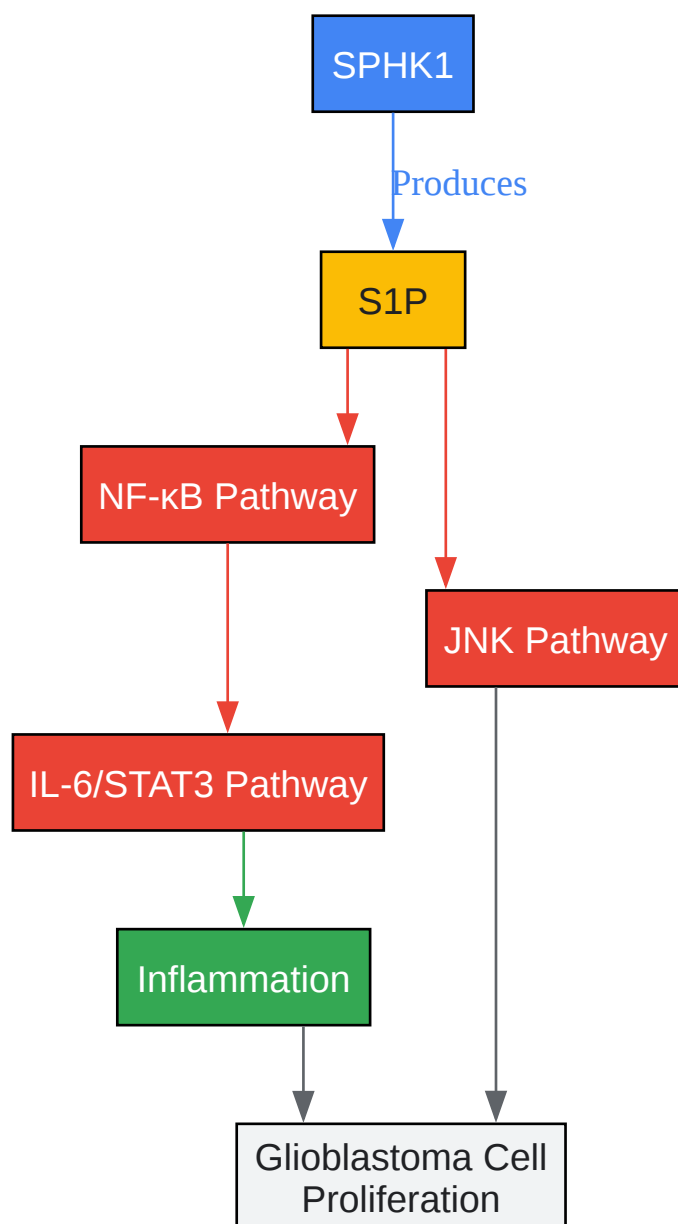 SPHK1
Produces
S1P
NF-κB Pathway
JNK Pathway
IL-6/STAT3 Pathway
Inflammation
Glioblastoma Cell
Proliferation